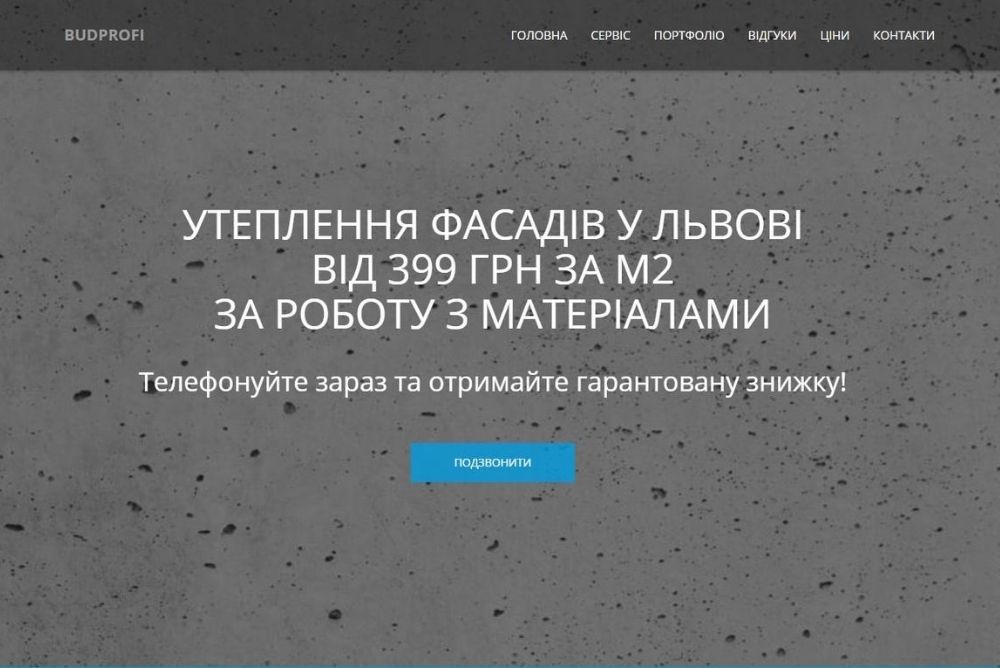 BUDPROFI
ГОЛОВНА СЕРВІС ПОРТФОЛІО ВІДГУКИ ЦІНИ КОНТАКТИ
УТЕПЛЕННЯ ФАСАДІВ У ЛЬВОВІ
ВІД 399 ГРН ЗА М2
ЗА РОБОТУ З МАТЕРІАЛАМИ
Телефонуйте зараз та отримайте гарантовану знижку!
ПОДЗВОНИТИ